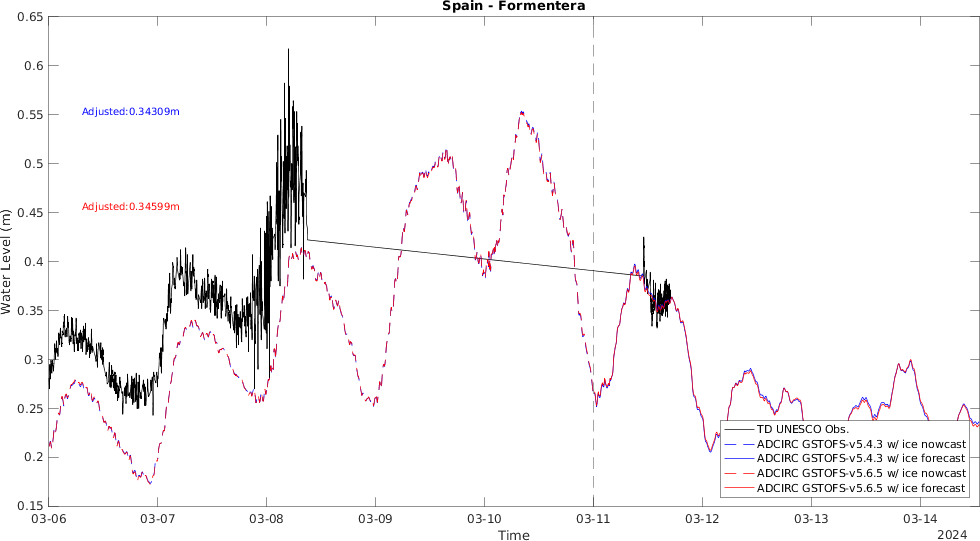 Spain - Formentera
0.65
0.6
0.55
0.5
0.45
0.4
0.35
0.3
0.25
0.2
0.15
Water Level (m)
Adjusted:0.34309m
Adjusted:0.34599m
TD UNESCO Obs.
ADCIRC GSTOFS-v5.4.3 w/ ice nowcast
ADCIRC GSTOFS-v5.4.3 w/ ice forecast
ADCIRC GSTOFS-v5.6.5 w/ ice nowcast
ADCIRC GSTOFS-v5.6.5 w/ ice forecast
03-06 03-07 03-08 03-09 03-10 03-11 03-12 03-13 03-14
Time
2024